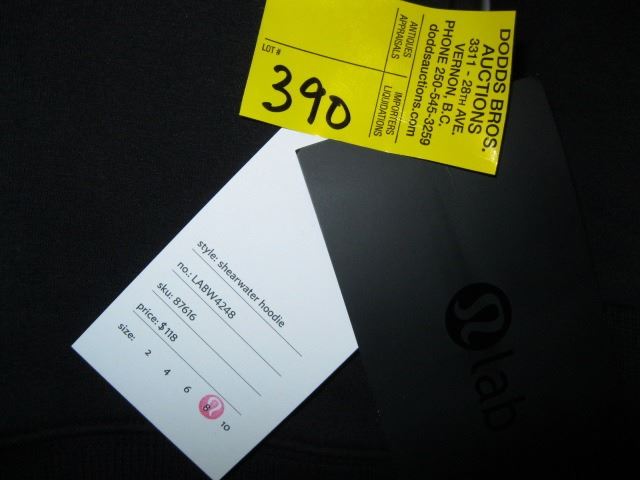 DODDS BROS.
AUCTIONS
3311 - 28TH AVE.
VERNON, B.C.
PHONE 250-545-3259
doddsauctions.com
ANTIQUES
APPRAISALS
IMPORTERS
LIQUIDATIONS
LOT #
390
style: shearwater hoodie
no.: LABW4248
sku: 87616
price: $118
size: 2 4 6 8 10
lab